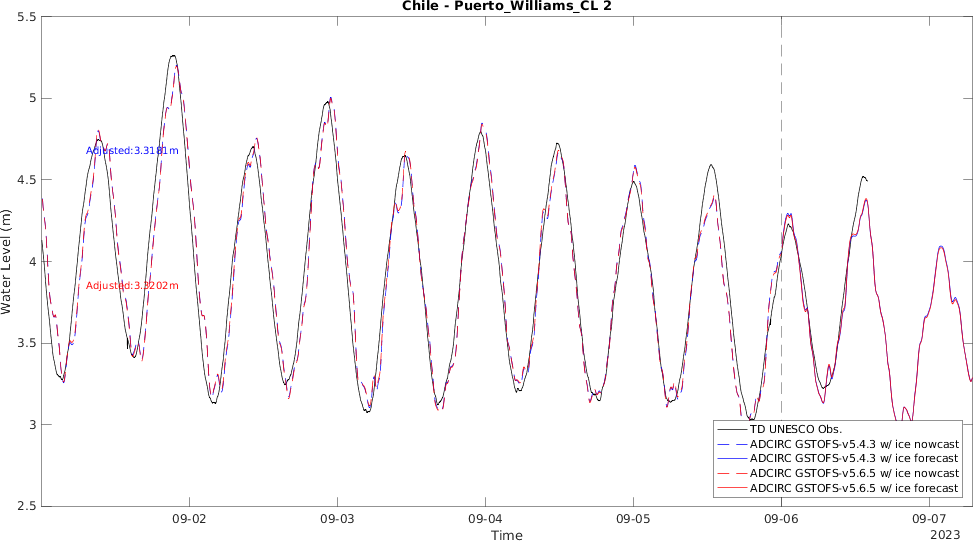 Chile - Puerto_Williams_CL 2
5.5
5
4.5
4
3.5
3
2.5
Water Level (m)
Adjusted:3.3181m
Adjusted:3.3202m
TD UNESCO Obs.
ADCIRC GSTOFS-v5.4.3 w/ ice nowcast
ADCIRC GSTOFS-v5.4.3 w/ ice forecast
ADCIRC GSTOFS-v5.6.5 w/ ice nowcast
ADCIRC GSTOFS-v5.6.5 w/ ice forecast
09-02 09-03 09-04 09-05 09-06 09-07
Time 2023